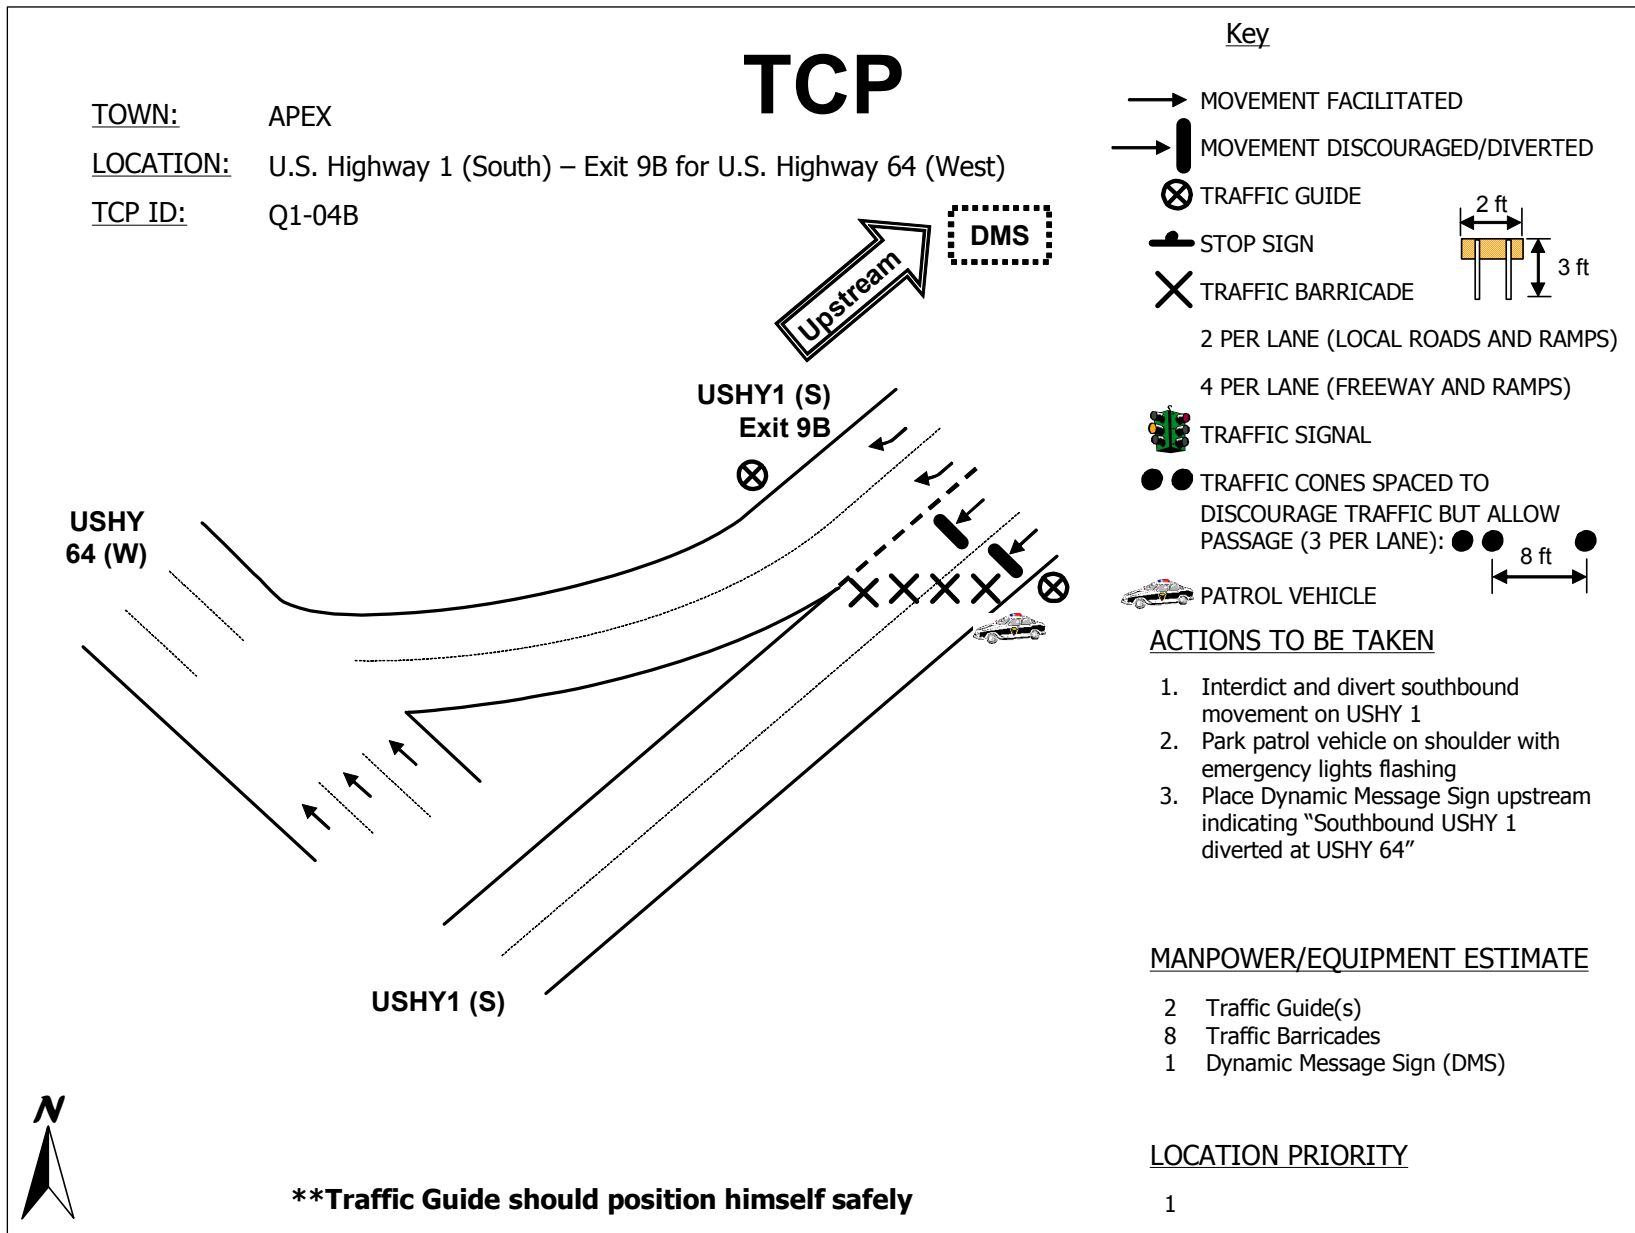 TCP
TOWN: APEX
LOCATION: U.S. Highway 1 (South) – Exit 9B for U.S. Highway 64 (West)
TCP ID: Q1-04B
DMS
Upstream
USHY1 (S)
Exit 9B
USHY
64 (W)
USHY1 (S)
N
**Traffic Guide should position himself safely
Key
MOVEMENT FACILITATED
MOVEMENT DISCOURAGED/DIVERTED
TRAFFIC GUIDE
2 ft
STOP SIGN
3 ft
TRAFFIC BARRICADE
2 PER LANE (LOCAL ROADS AND RAMPS)
4 PER LANE (FREEWAY AND RAMPS)
TRAFFIC SIGNAL
TRAFFIC CONES SPACED TO
DISCOURAGE TRAFFIC BUT ALLOW
PASSAGE (3 PER LANE):
8 ft
PATROL VEHICLE
ACTIONS TO BE TAKEN
1. Interdict and divert southbound
movement on USHY 1
2. Park patrol vehicle on shoulder with
emergency lights flashing
3. Place Dynamic Message Sign upstream
indicating “Southbound USHY 1
diverted at USHY 64”
MANPOWER/EQUIPMENT ESTIMATE
2 Traffic Guide(s)
8 Traffic Barricades
1 Dynamic Message Sign (DMS)
LOCATION PRIORITY
1